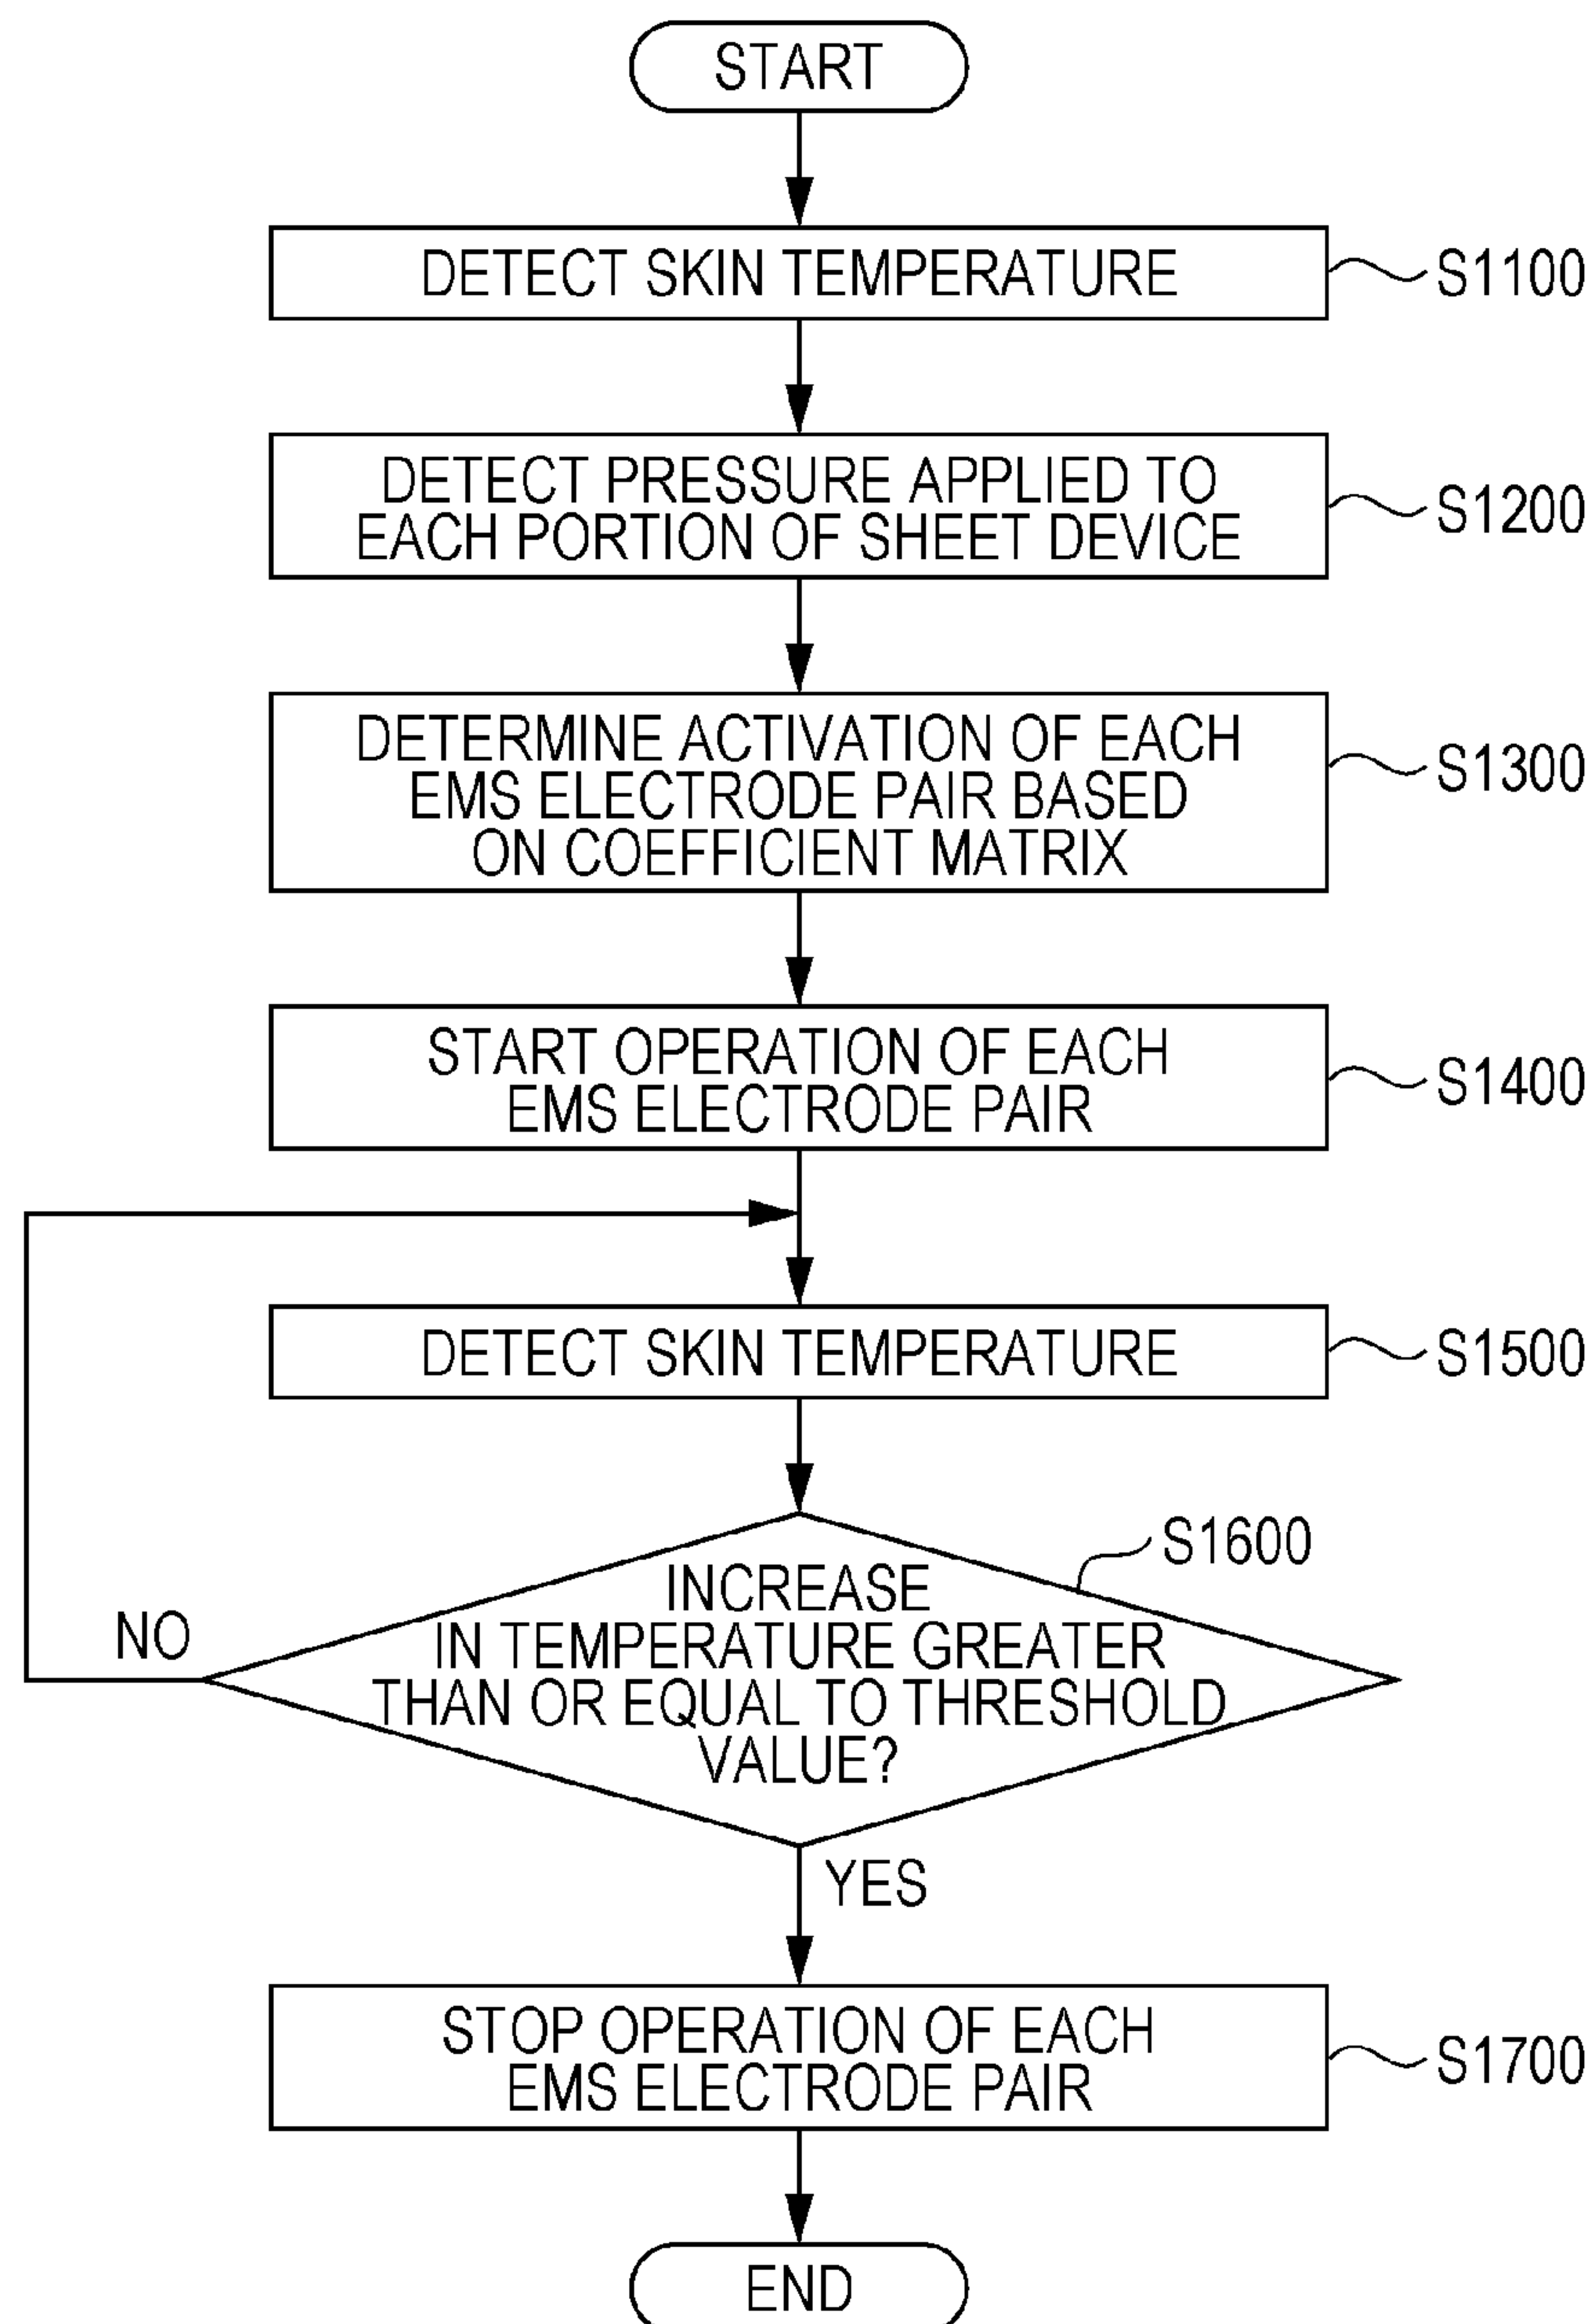 START
DETECT SKIN TEMPERATURE
S1100
DETECT PRESSURE APPLIED TO
EACH PORTION OF SHEET DEVICE
S1200
DETERMINE ACTIVATION OF EACH
EMS ELECTRODE PAIR BASED
ON COEFFICIENT MATRIX
S1300
START OPERATION OF EACH
EMS ELECTRODE PAIR
S1400
DETECT SKIN TEMPERATURE
S1500
S1600
INCREASE
IN TEMPERATURE GREATER
THAN OR EQUAL TO THRESHOLD
VALUE?
NO
YES
STOP OPERATION OF EACH
EMS ELECTRODE PAIR
S1700
END